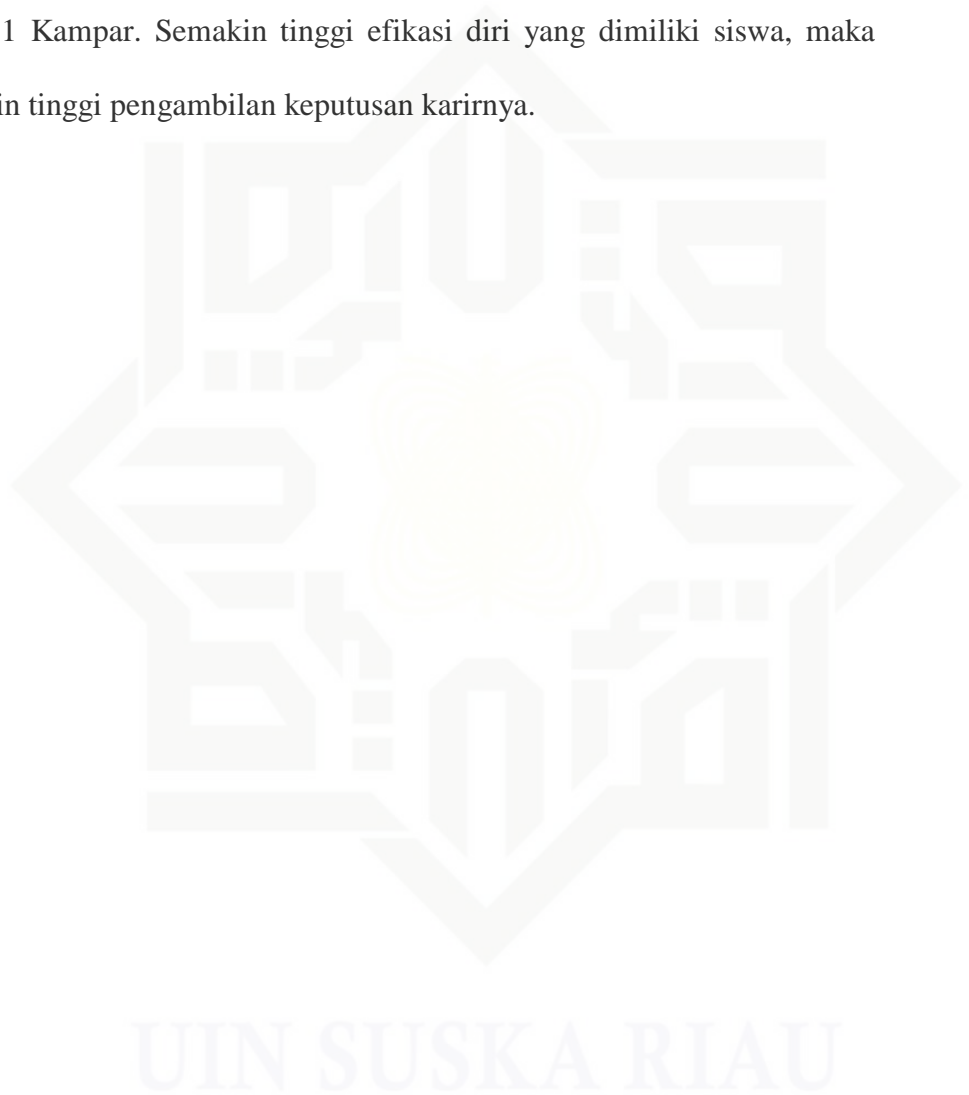 1 Kampar. Semakin tinggi efikasi diri yang dimiliki siswa, maka
in tinggi pengambilan keputusan karirnya.
UIN SUSKA RIAU